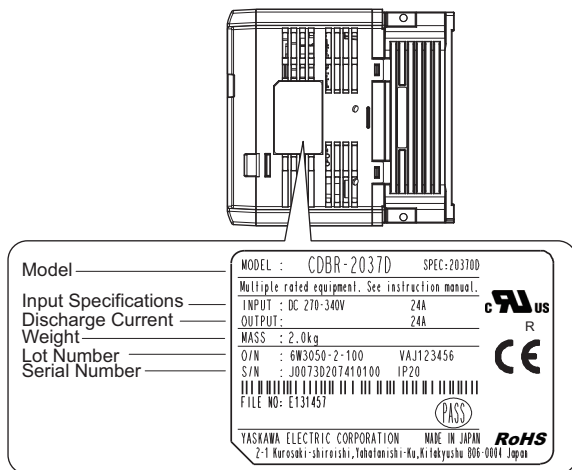 Model
Input Specifications
Discharge Current
Weight
Lot Number
Serial Number
MODEL : CDBR-2037D SPEC:20370D
Multiple rated equipment. See instruction manual.
INPUT : DC 270-340V 24A
OUTPUT: 24A
MASS : 2.0kg
O/N : 6W3050-2-100 VAJ123456
S/N : J0073D207410100 IP20
FILE NO: E131457
PASS
YASKAWA ELECTRIC CORPORATION MADE IN JAPAN
2-1 Kurosaki-shiroishi,Yahatanishi-Ku,Kitakyushu 806-0004 Japan
c RU us
R
CE
RoHS